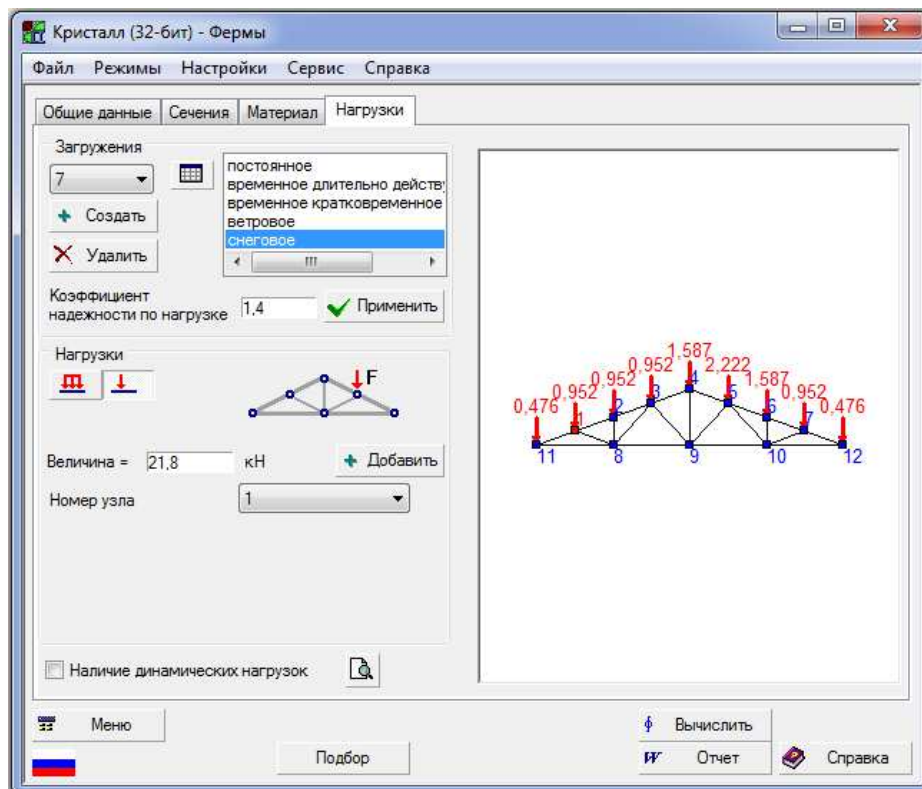 Кристалл (32-бит) - Фермы
Файл Режимы Настройки Сервис Справка
Общие данные Сечения Материал Нагрузки
Загружения
7
Создать
Удалить
постоянное
временное длительно действу
временное кратковременное
ветровое
снеговое
Коэффициент
надежности по нагрузке
1,4
Применить
Нагрузки
F
Величина = 21,8 кН
Добавить
Номер узла 1
Наличие динамических нагрузок
1,587
0,952 2,222
0,952 1,587
0,952 0,952
0,476 0,476
4
3 5
2 6
1 7
11 8 9 10 12
Меню
Вычислить
Подбор
Отчет
Справка